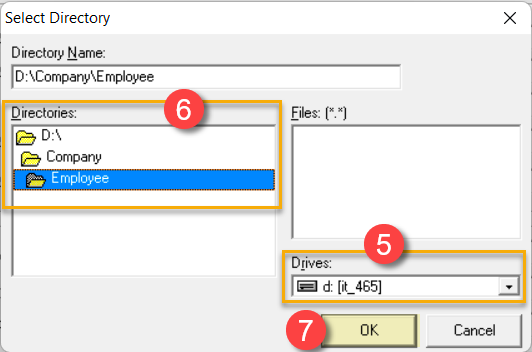 Select Directory
Directory Name:
D:\Company\Employee
6
Directories:
Files: (*.*)
D:\
Company
Employee
5
Drives:
d: [it_465]
7
OK
Cancel